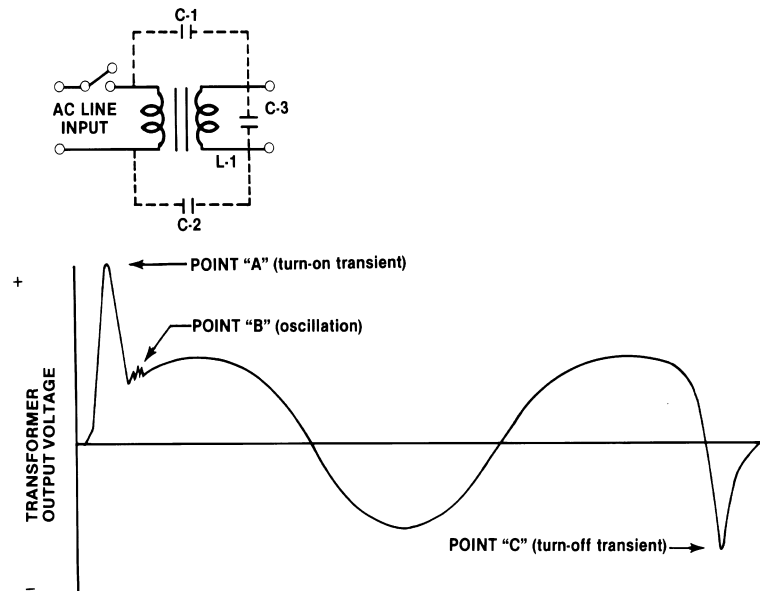 C-1
AC LINE
INPUT
C-3
L-1
C-2
POINT “A” (turn-on transient)
+
POINT “B” (oscillation)
TRANSFORMER
OUTPUT VOLTAGE
POINT “C” (turn-off transient)